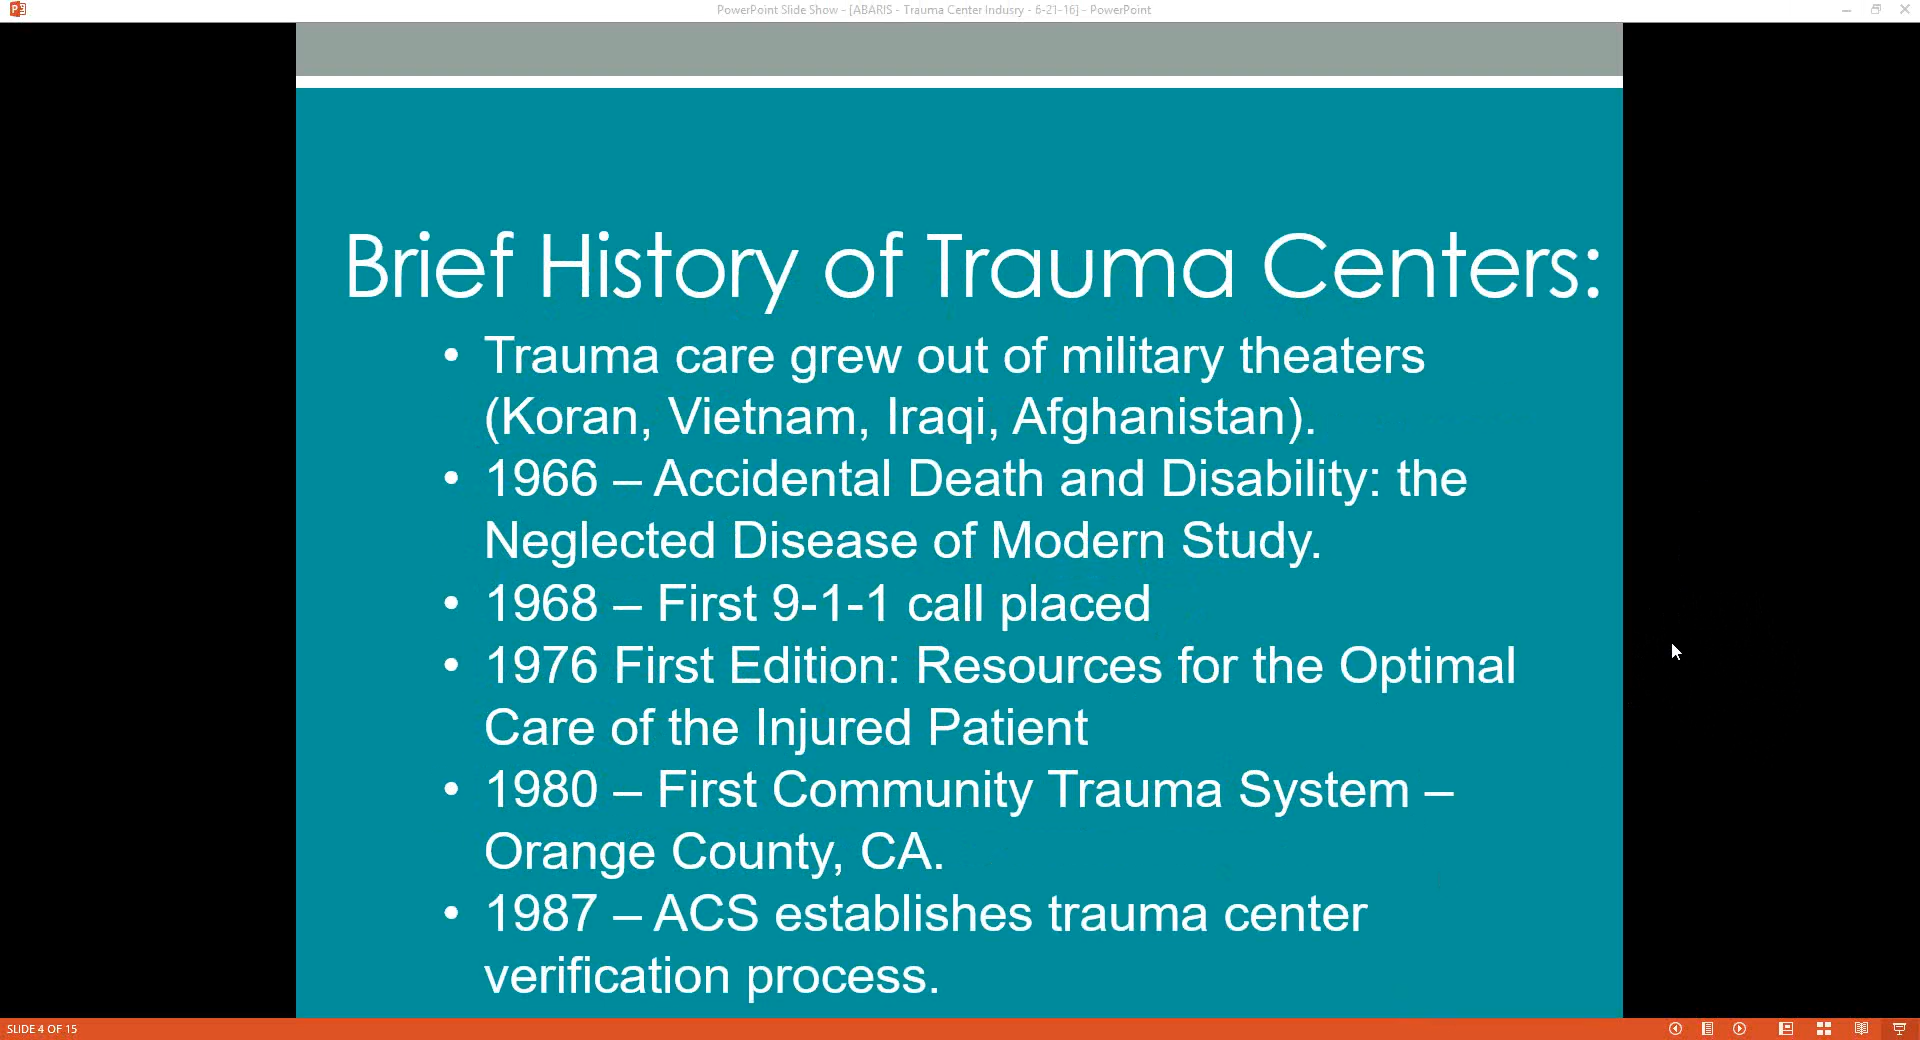 PowerPoint Slide Show - [ABARIS - Trauma Center Indusry - 6-21-16] - PowerPoint
Brief History of Trauma Centers:
• Trauma care grew out of military theaters
(Koran, Vietnam, Iraqi, Afghanistan).
• 1966 – Accidental Death and Disability: the
Neglected Disease of Modern Study.
• 1968 – First 9-1-1 call placed
• 1976 First Edition: Resources for the Optimal
Care of the Injured Patient
• 1980 – First Community Trauma System –
Orange County, CA.
• 1987 – ACS establishes trauma center
verification process.
SLIDE 4 OF 15